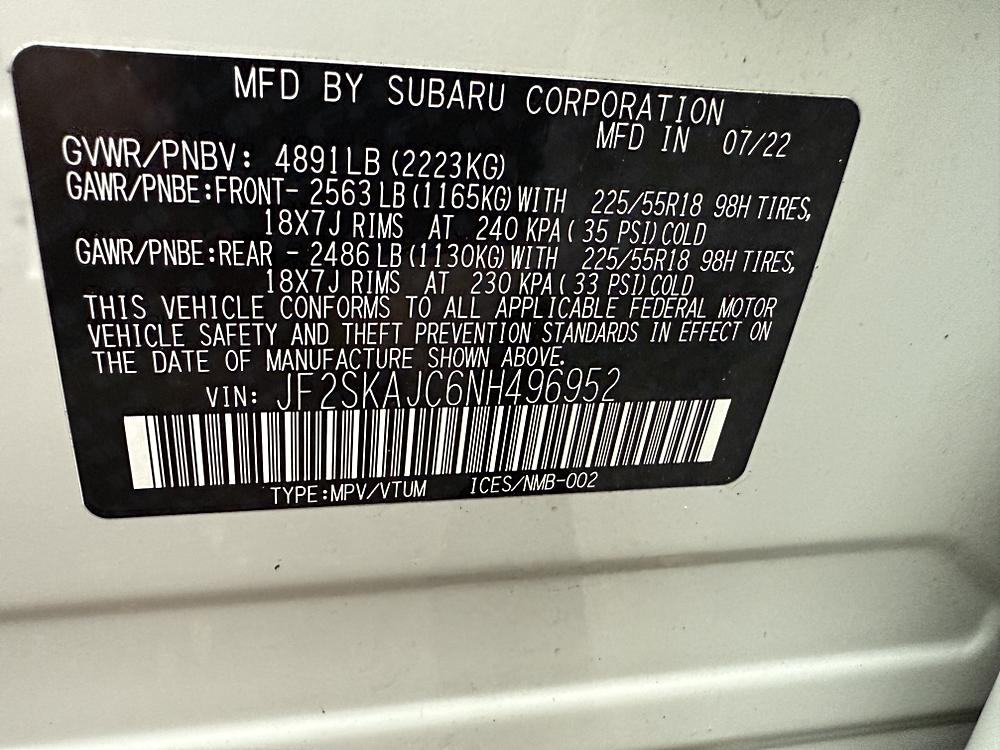 MFD BY SUBARU CORPORATION
MFD IN 07/22
GVWR/PNBV: 4891LB (2223KG)
GAWR/PNBE:FRONT- 2563 LB (1165KG) WITH 225/55R18 98H TIRES,
18X7J RIMS AT 240 KPA ( 35 PSI) COLD
GAWR/PNBE:REAR - 2486 LB (1130KG) WITH 225/55R18 98H TIRES,
18X7J RIMS AT 230 KPA ( 33 PSI) COLD
THIS VEHICLE CONFORMS TO ALL APPLICABLE FEDERAL MOTOR
VEHICLE SAFETY AND THEFT PREVENTION STANDARDS IN EFFECT ON
THE DATE OF MANUFACTURE SHOWN ABOVE.
VIN: JF2SKAJC6NH496952
TYPE:MPV/VTUM ICES/NMB-002